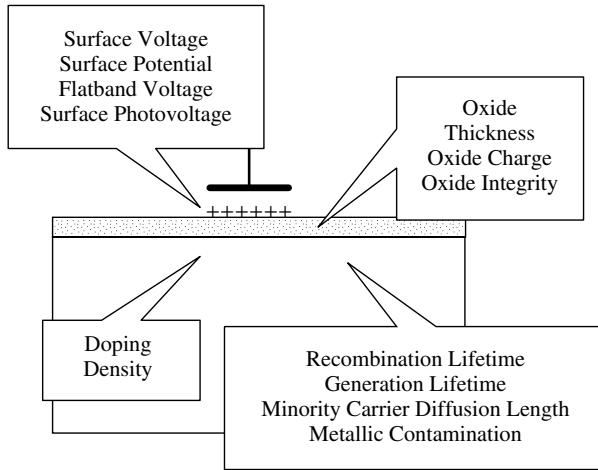 Surface Voltage
Surface Potential
Flatband Voltage
Surface Photovoltage
Oxide
Thickness
Oxide Charge
Oxide Integrity
++++++
Doping
Density
Recombination Lifetime
Generation Lifetime
Minority Carrier Diffusion Length
Metallic Contamination